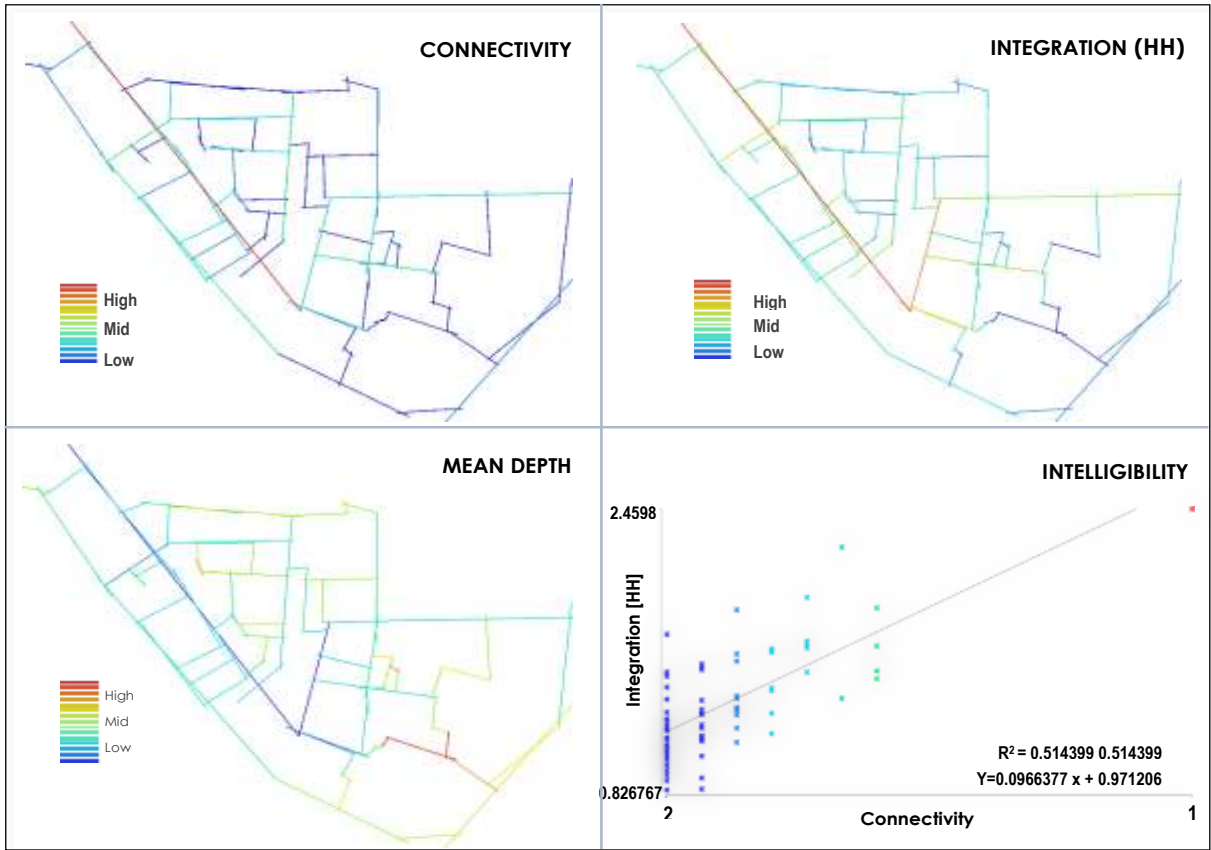 CONNECTIVITY
High
Mid
Low
INTEGRATION (HH)
High
Mid
Low
MEAN DEPTH
High
Mid
Low
INTELLIGIBILITY
2.4598
Integration [HH]
R² = 0.514399 0.514399
Y=0.0966377 x + 0.971206
0.826767
2
1
Connectivity